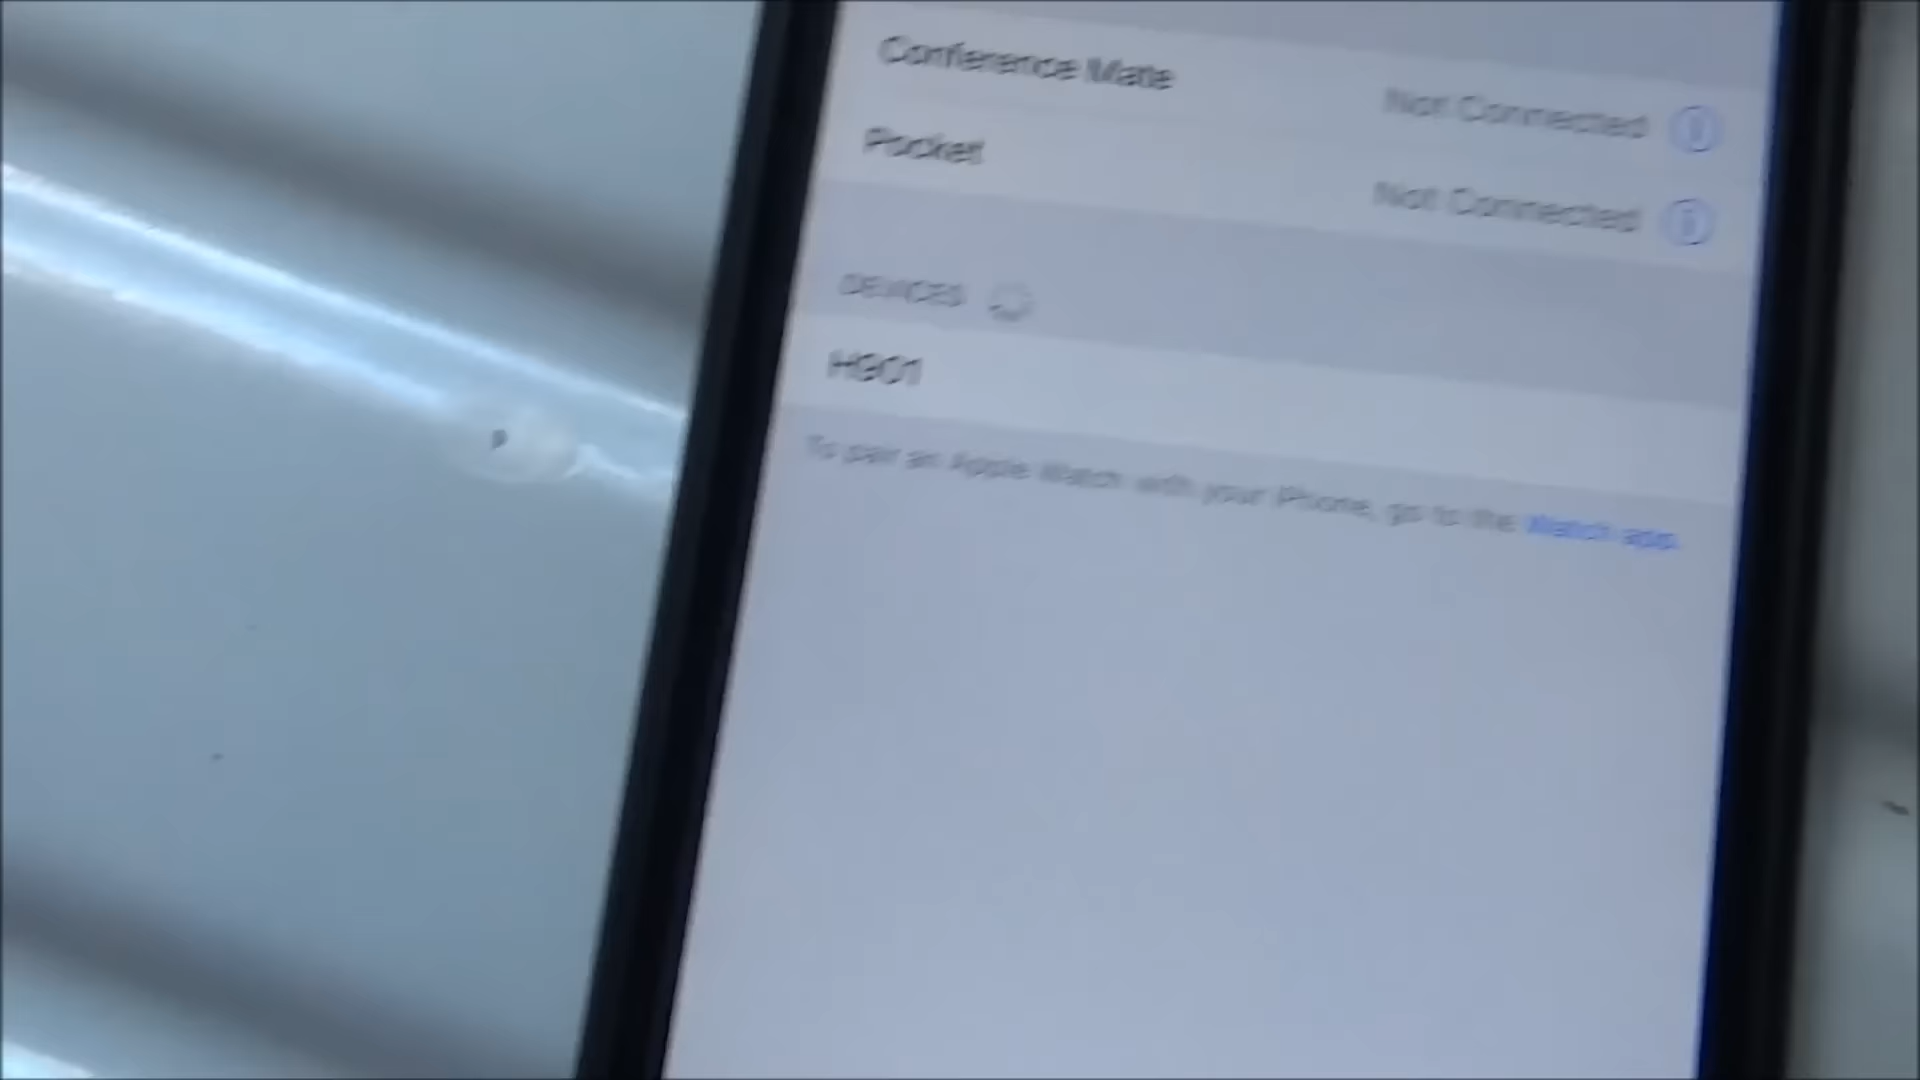 Conference Mate
Not Connected
Pocket
Not Connected
DEVICES
H901
To pair an Apple Watch with your iPhone, go to the Watch app.